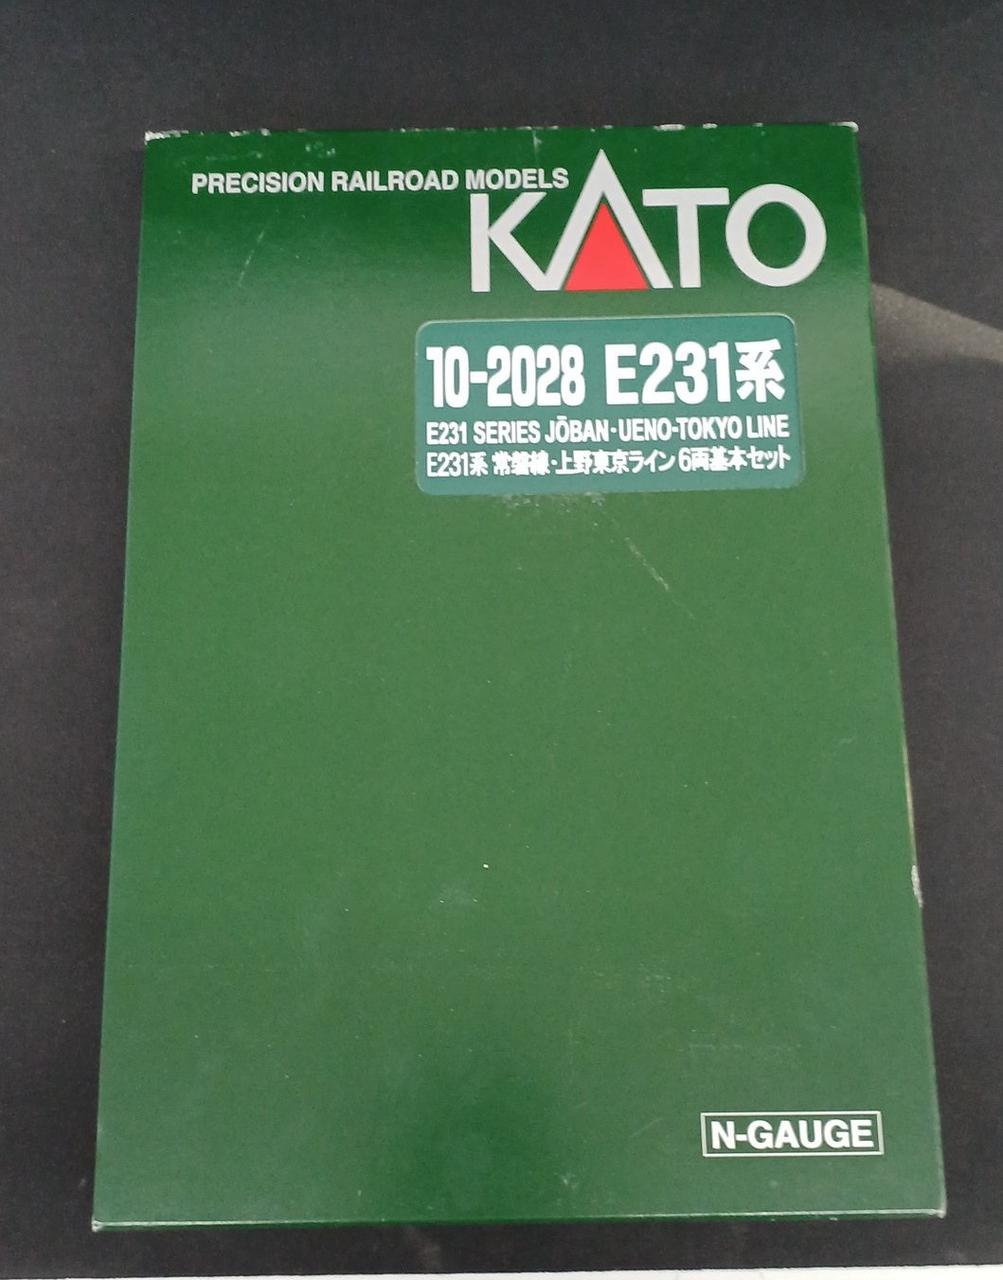 PRECISION RAILROAD MODELS
KATO
10-2028 E231系
E231 SERIES JŌBAN·UENO-TOKYO LINE
E231系 常磐線·上野東京ライン 6両基本セット
N-GAUGE